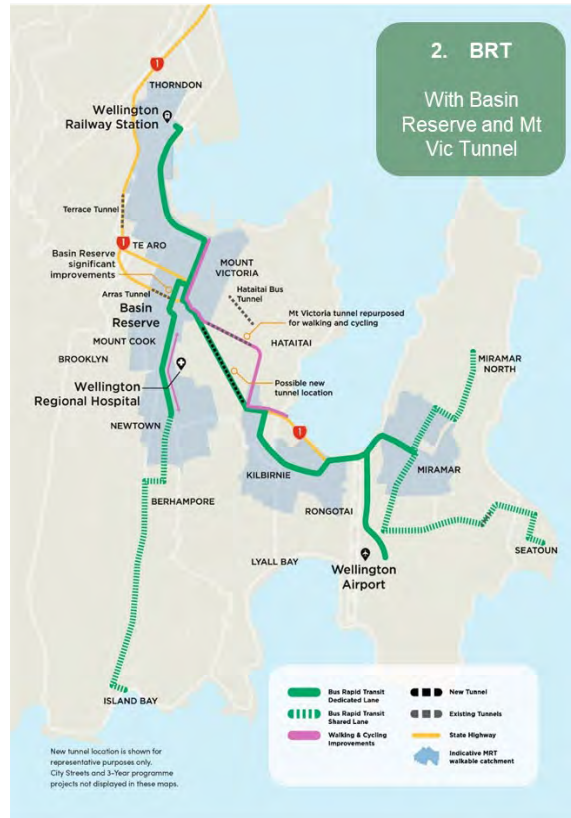 2. BRT
With Basin
Reserve and Mt
Vic Tunnel
1
THORNDON
Wellington
Railway Station
Terrace Tunnel
1
TE ARO
Basin Reserve
significant
improvements
MOUNT
VICTORIA
Arras Tunnel
Hataitai Bus
Tunnel
Basin
Reserve
Mt Victoria tunnel repurposed
for walking and cycling
MOUNT COOK
HATAITAI
BROOKLYN
MIRAMAR
NORTH
Wellington
Regional Hospital
Possible new
tunnel location
NEWTOWN
1
KILBIRNIE
MIRAMAR
BERHAMPORE
RONGOTAI
SEATOUN
LYALL BAY
Wellington
Airport
ISLAND BAY
Bus Rapid Transit
Dedicated Lane
Bus Rapid Transit
Shared Lane
Walking & Cycling
Improvements
New Tunnel
Existing Tunnels
State Highway
Indicative MRT
walkable catchment
New tunnel location is shown for
representative purposes only.
City Streets and 3-Year programme
projects not displayed in these maps.